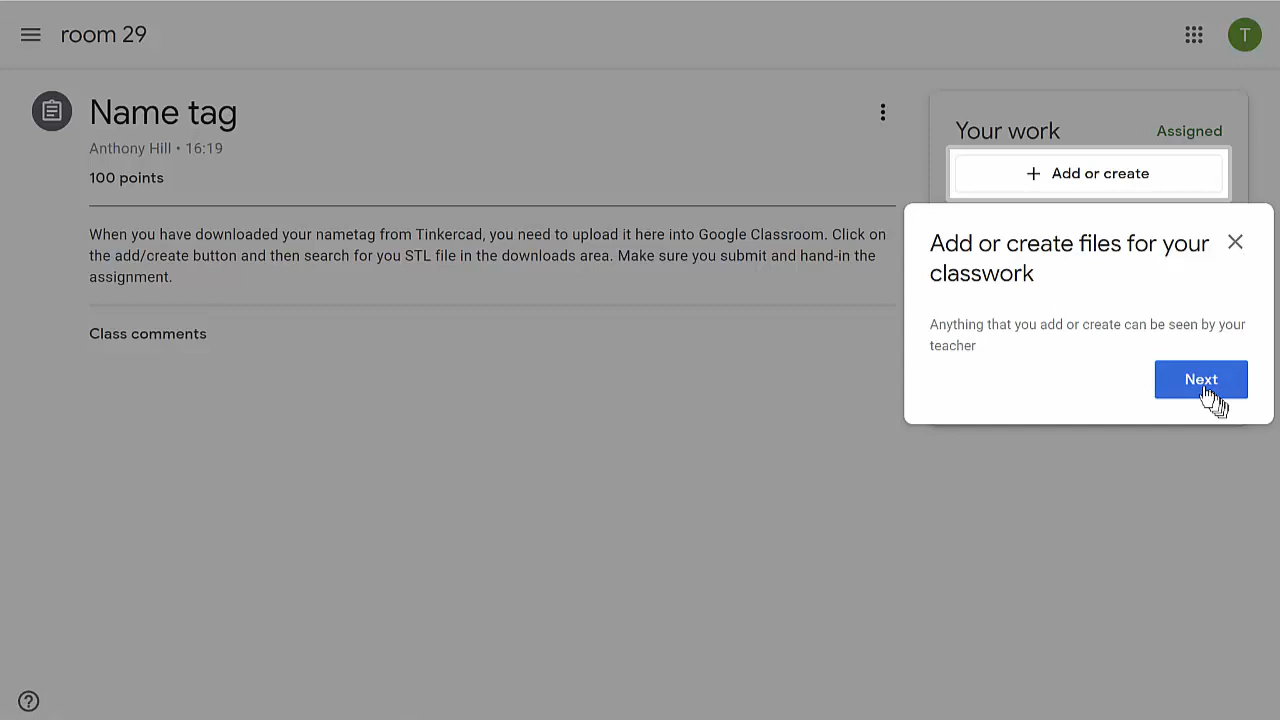 room 29
T
Name tag
Anthony Hill • 16:19
100 points
When you have downloaded your nametag from Tinkercad, you need to upload it here into Google Classroom. Click on
the add/create button and then search for you STL file in the downloads area. Make sure you submit and hand-in the
assignment.
Class comments
Your work
Assigned
+ Add or create
Add or create files for your
classwork
Anything that you add or create can be seen by your
teacher
Next
?